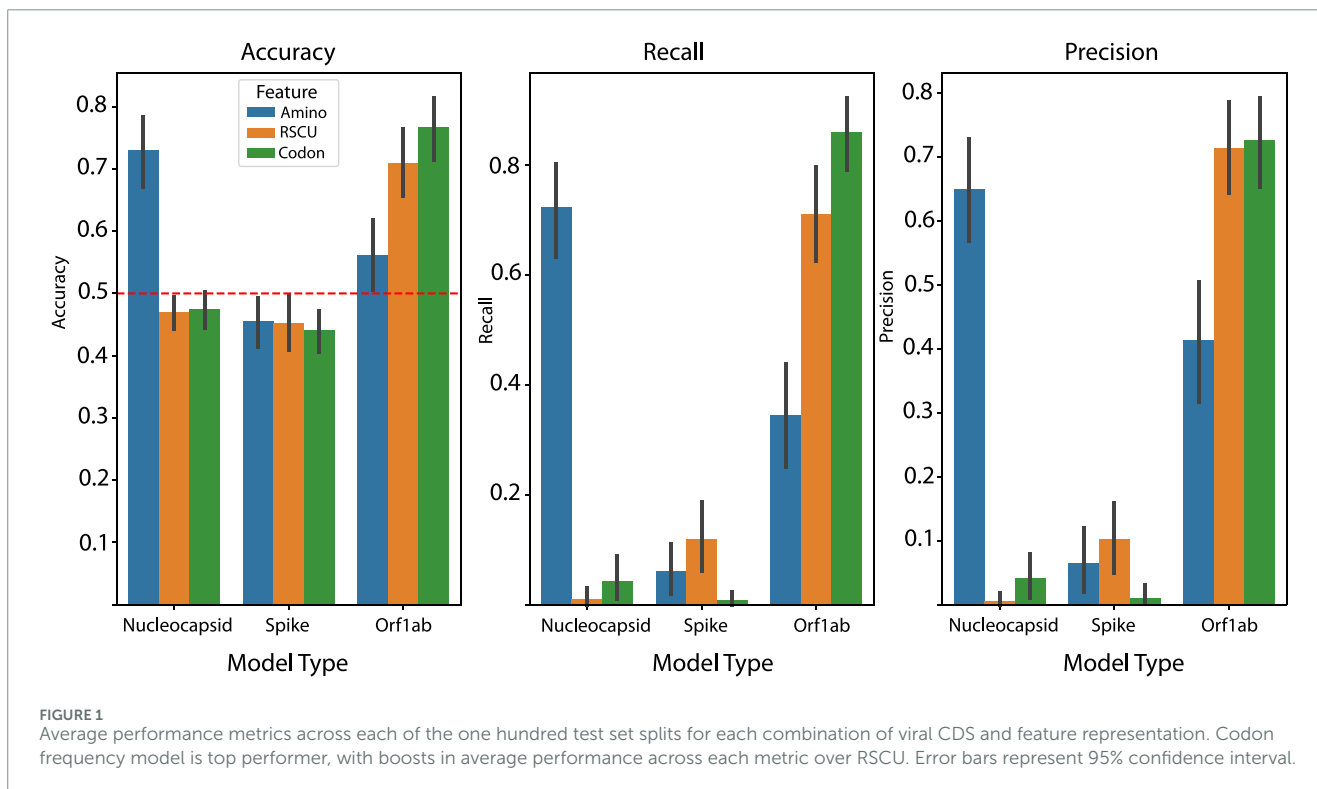 Accuracy
Feature
Amino
RSCU
Codon
Accuracy
0.8
0.7
0.6
0.5
0.4
0.3
0.2
0.1
Nucleocapsid Spike Orf1ab
Model Type
Recall
Recall
0.8
0.6
0.4
0.2
Nucleocapsid Spike Orf1ab
Model Type
Precision
Precision
0.8
0.7
0.6
0.5
0.4
0.3
0.2
0.1
Nucleocapsid Spike Orf1ab
Model Type
FIGURE 1
Average performance metrics across each of the one hundred test set splits for each combination of viral CDS and feature representation. Codon
frequency model is top performer, with boosts in average performance across each metric over RSCU. Error bars represent 95% confidence interval.